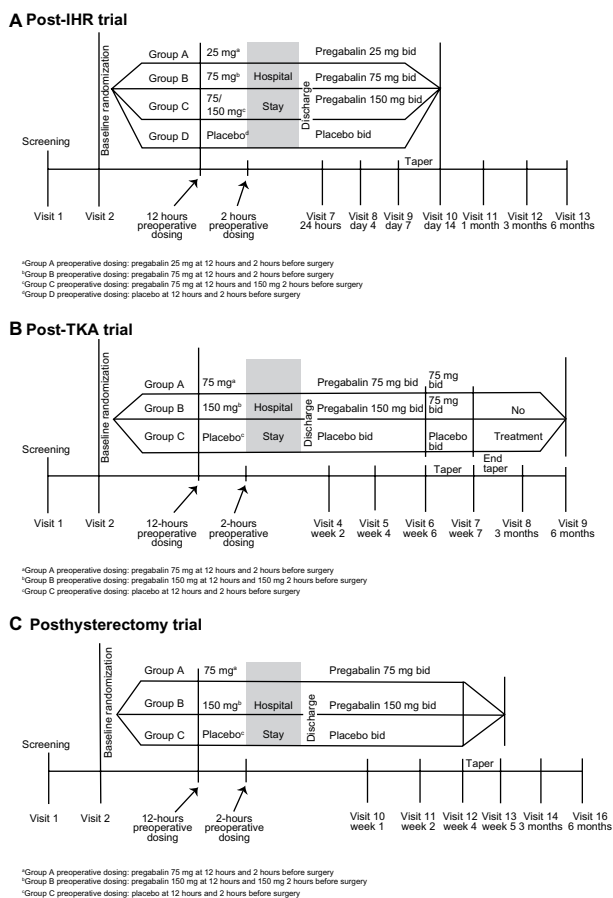 A Post-IHR trial
Baseline randomization
Group A 25 mgᵃ Pregabalin 25 mg bid
Group B 75 mgᵇ Hospital Pregabalin 75 mg bid
Group C 75/
150 mgᶜ Stay Discharge Pregabalin 150 mg bid
Group D Placeboᵈ Placebo bid
Screening
Taper
Visit 1 Visit 2 12 hours preoperative dosing 2 hours preoperative dosing Visit 7 24 hours Visit 8 day 4 Visit 9 day 7 Visit 10 day 14 Visit 11 1 month Visit 12 3 months Visit 13 6 months
ᵃGroup A preoperative dosing: pregabalin 25 mg at 12 hours and 2 hours before surgery
ᵇGroup B preoperative dosing: pregabalin 75 mg at 12 hours and 2 hours before surgery
ᶜGroup C preoperative dosing: pregabalin 75 mg at 12 hours and 150 mg 2 hours before surgery
ᵈGroup D preoperative dosing: placebo at 12 hours and 2 hours before surgery
B Post-TKA trial
Baseline randomization
Group A 75 mgᵃ Pregabalin 75 mg bid 75 mg bid
Group B 150 mgᵇ Hospital Pregabalin 150 mg bid 75 mg bid No
Group C Placeboᶜ Stay Discharge Placebo bid Placebo bid Treatment
Screening
Taper End taper
Visit 1 Visit 2 12-hours preoperative dosing 2-hours preoperative dosing Visit 4 week 2 Visit 5 week 4 Visit 6 week 6 Visit 7 week 7 Visit 8 3 months Visit 9 6 months
ᵃGroup A preoperative dosing: pregabalin 75 mg at 12 hours and 2 hours before surgery
ᵇGroup B preoperative dosing: pregabalin 150 mg at 12 hours and 150 mg 2 hours before surgery
ᶜGroup C preoperative dosing: placebo at 12 hours and 2 hours before surgery
C Posthysterectomy trial
Baseline randomization
Group A 75 mgᵃ Pregabalin 75 mg bid
Group B 150 mgᵇ Hospital Pregabalin 150 mg bid
Group C Placeboᶜ Stay Discharge Placebo bid
Screening
Taper
Visit 1 Visit 2 12-hours preoperative dosing 2-hours preoperative dosing Visit 10 week 1 Visit 11 week 2 Visit 12 week 4 Visit 13 week 5 Visit 14 3 months Visit 16 6 months
ᵃGroup A preoperative dosing: pregabalin 75 mg at 12 hours and 2 hours before surgery
ᵇGroup B preoperative dosing: pregabalin 150 mg at 12 hours and 150 mg 2 hours before surgery
ᶜGroup C preoperative dosing: placebo at 12 hours and 2 hours before surgery